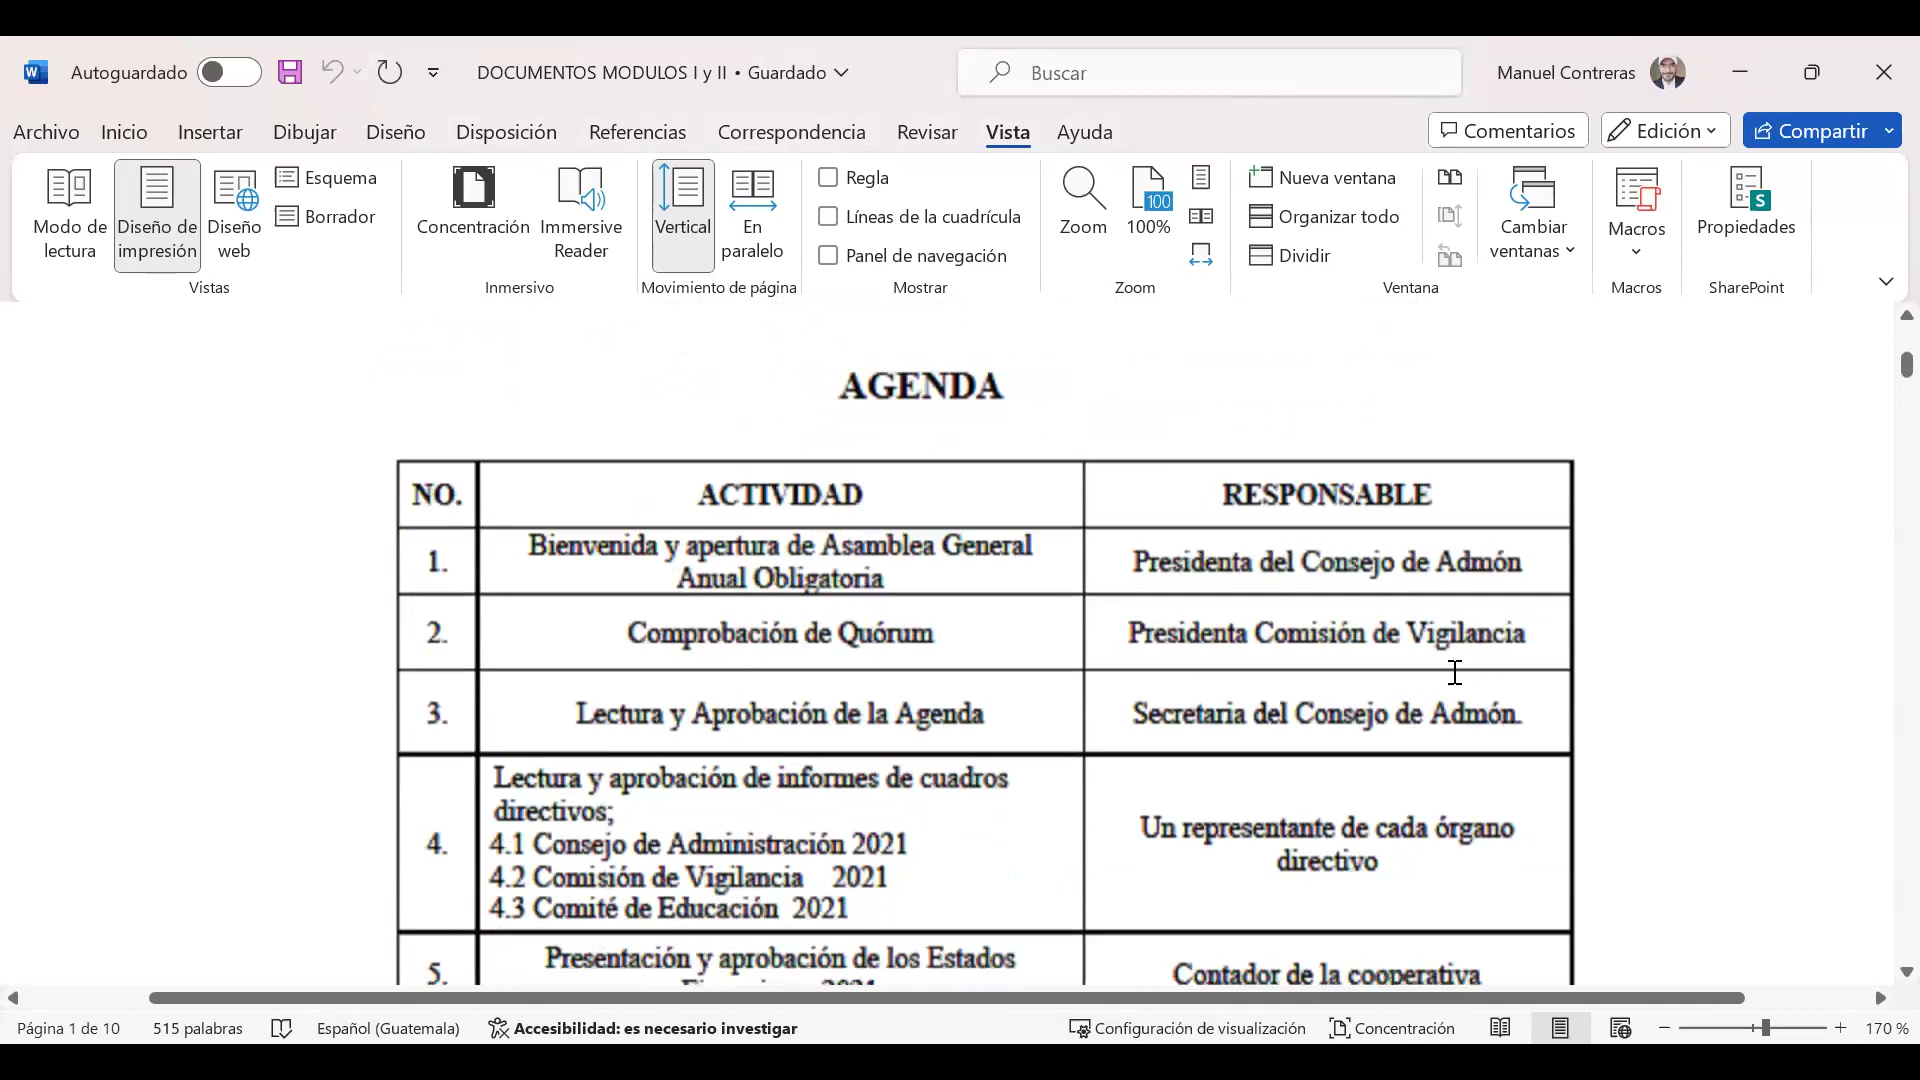 Autoguardado
DOCUMENTOS MODULOS I y II • Guardado
Buscar
Manuel Contreras
Archivo Inicio Insertar Dibujar Diseño Disposición Referencias Correspondencia Revisar Vista Ayuda
Comentarios Edición Compartir
Modo de lectura
Diseño de impresión
Diseño web
Esquema
Borrador
Vistas
Concentración
Immersive Reader
Inmersivo
Vertical
En paralelo
Movimiento de página
Regla
Líneas de la cuadrícula
Panel de navegación
Mostrar
Zoom
100
100%
Zoom
Nueva ventana
Organizar todo
Dividir
Cambiar ventanas
Ventana
Macros
Macros
S
Propiedades
SharePoint
AGENDA
NO. ACTIVIDAD RESPONSABLE
1. Bienvenida y apertura de Asamblea General
Anual Obligatoria
Presidenta del Consejo de Admón
2. Comprobación de Quórum Presidenta Comisión de Vigilancia
3. Lectura y Aprobación de la Agenda Secretaria del Consejo de Admón.
4. Lectura y aprobación de informes de cuadros
directivos;
4.1 Consejo de Administración 2021
4.2 Comisión de Vigilancia 2021
4.3 Comité de Educación 2021
Un representante de cada órgano
directivo
5. Presentación y aprobación de los Estados
Contador de la cooperativa
Página 1 de 10 515 palabras Español (Guatemala) Accesibilidad: es necesario investigar Configuración de visualización Concentración 170 %